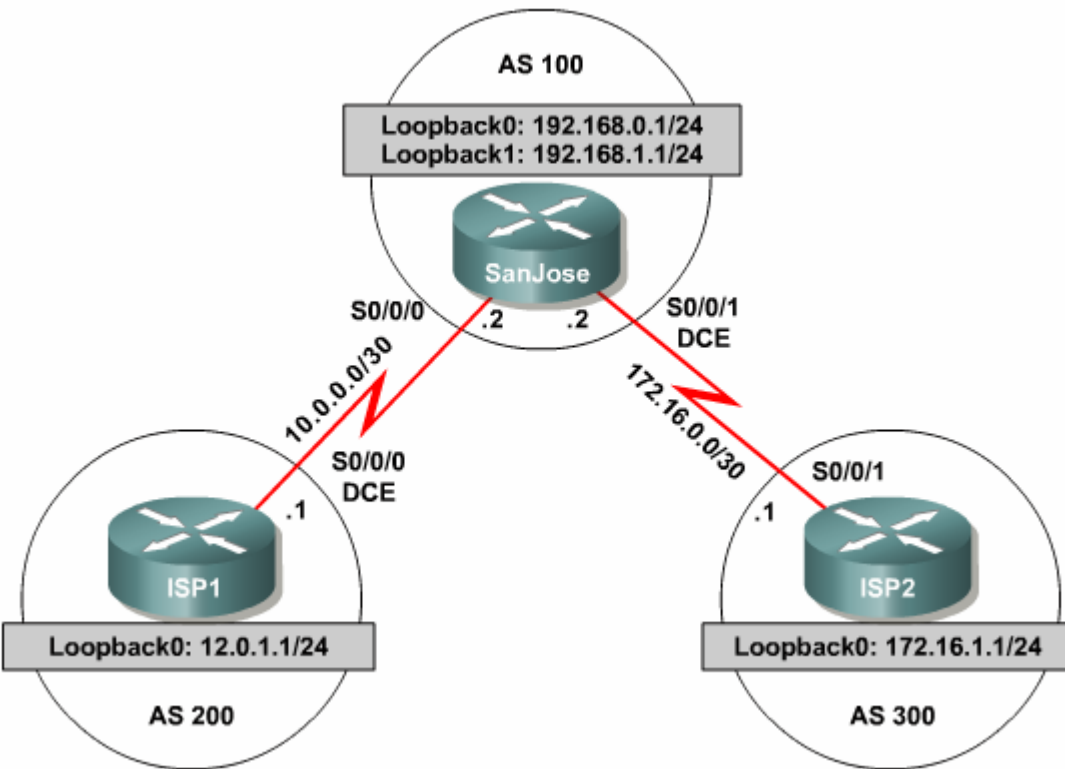 AS 100
Loopback0: 192.168.0.1/24
Loopback1: 192.168.1.1/24
SanJose
S0/0/0
.2
.2
S0/0/1
DCE
10.0.0.0/30
172.16.0.0/30
S0/0/0
DCE
.1
S0/0/1
.1
ISP1
ISP2
Loopback0: 12.0.1.1/24
Loopback0: 172.16.1.1/24
AS 200
AS 300